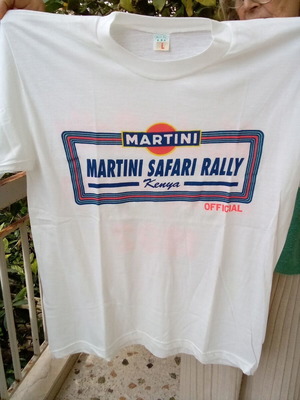 L
MARTINI
MARTINI SAFARI RALLY
Kenya
OFFICIAL